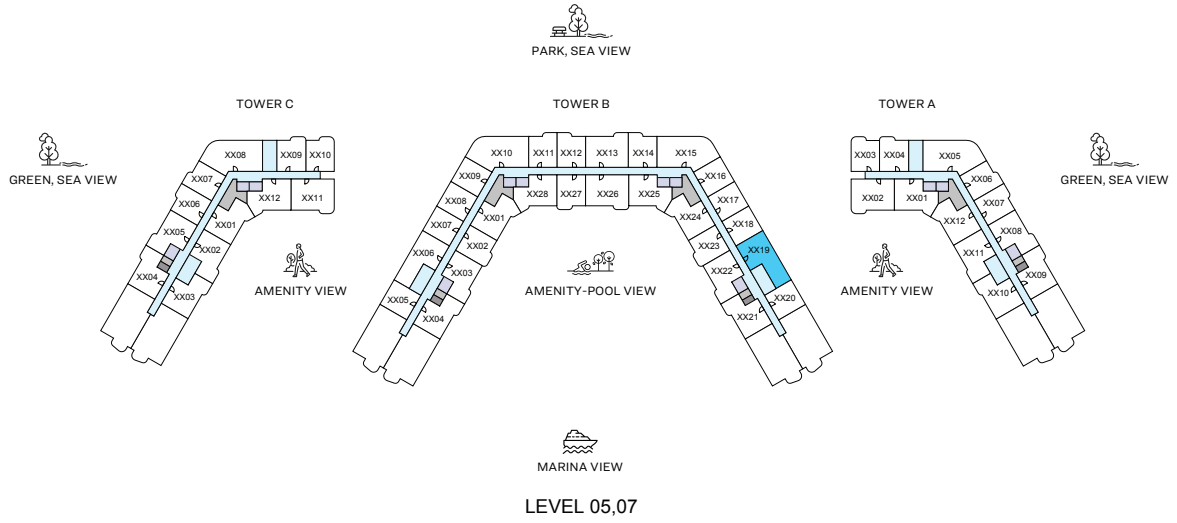 PARK, SEA VIEW
TOWER C
TOWER B
TOWER A
GREEN, SEA VIEW
GREEN, SEA VIEW
XX08
XX09
XX10
XX07
XX06
XX05
XX04
XX12
XX11
XX01
XX02
XX03
AMENITY VIEW
XX10
XX11
XX12
XX13
XX14
XX15
XX09
XX08
XX07
XX06
XX05
XX28
XX27
XX26
XX25
XX01
XX02
XX03
XX04
XX16
XX17
XX18
XX19
XX20
XX24
XX23
XX22
XX21
AMENITY-POOL VIEW
XX03
XX04
XX05
XX02
XX01
XX06
XX07
XX08
XX09
XX12
XX11
XX10
AMENITY VIEW
MARINA VIEW
LEVEL 05,07